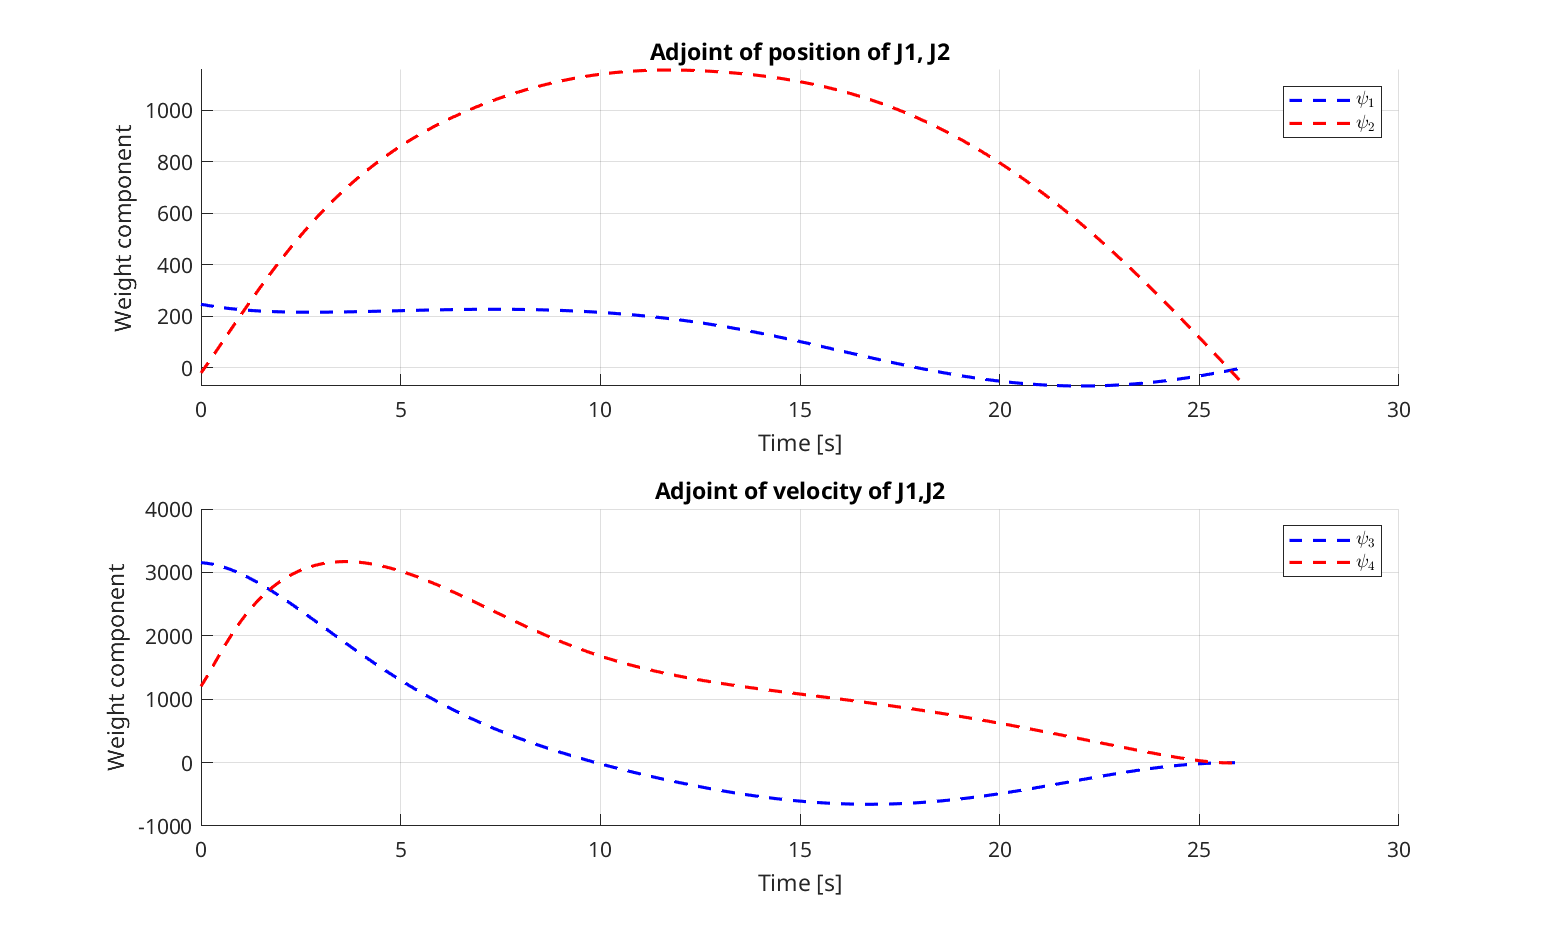 Adjoint of position of J1, J2
1000
800
600
400
200
0
Weight component
ψ1
ψ2
0 5 10 15 20 25 30
Time [s]
Adjoint of velocity of J1,J2
4000
3000
2000
1000
0
-1000
Weight component
ψ3
ψ4
0 5 10 15 20 25 30
Time [s]